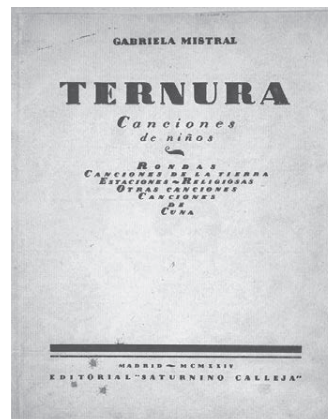 GABRIELA MISTRAL
TERNURA
Canciones
de niños
RONDAS
CANCIONES DE LA TIERRA
ESTACIONES ~ RELIGIOSAS
OTRAS CANCIONES
CANCIONES
DE
CUNA
MADRID ~ MCMXXIV
EDITORIAL "SATURNINO CALLEJA"